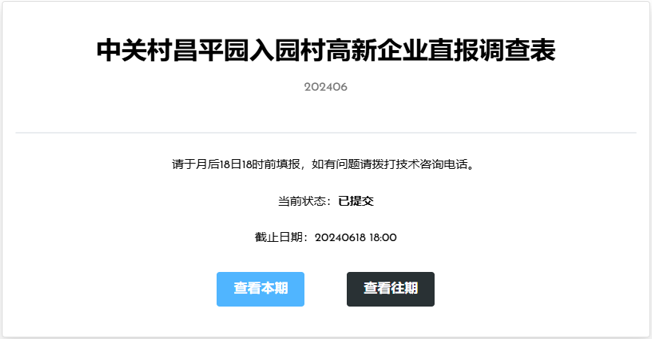 中关村昌平园入园村高新企业直报调查表
202406
请于月后18日18时前填报，如有问题请拨打技术咨询电话。
当前状态：已提交
截止日期：20240618 18:00
查看本期
查看往期